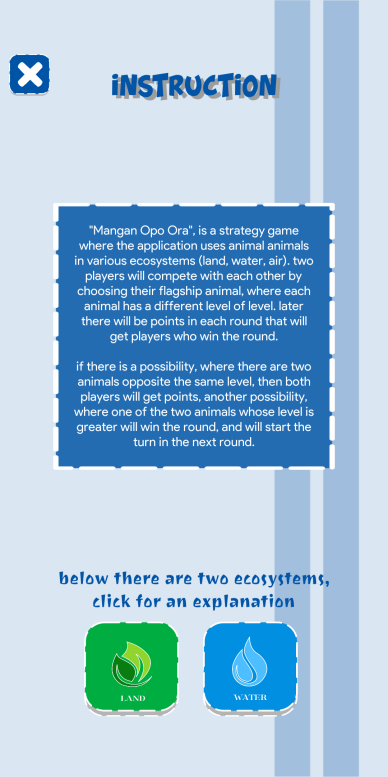 iNSTRUCTiON
"Mangan Opo Ora", is a strategy game
where the application uses animal animals
in various ecosystems (land, water, air). two
players will compete with each other by
choosing their flagship animal, where each
animal has a different level of level. later
there will be points in each round that will
get players who win the round.
if there is a possibility, where there are two
animals opposite the same level, then both
players will get points, another possibility,
where one of the two animals whose level is
greater will win the round, and will start the
turn in the next round.
below there are two ecosystems,
click for an explanation
LAND
WATER